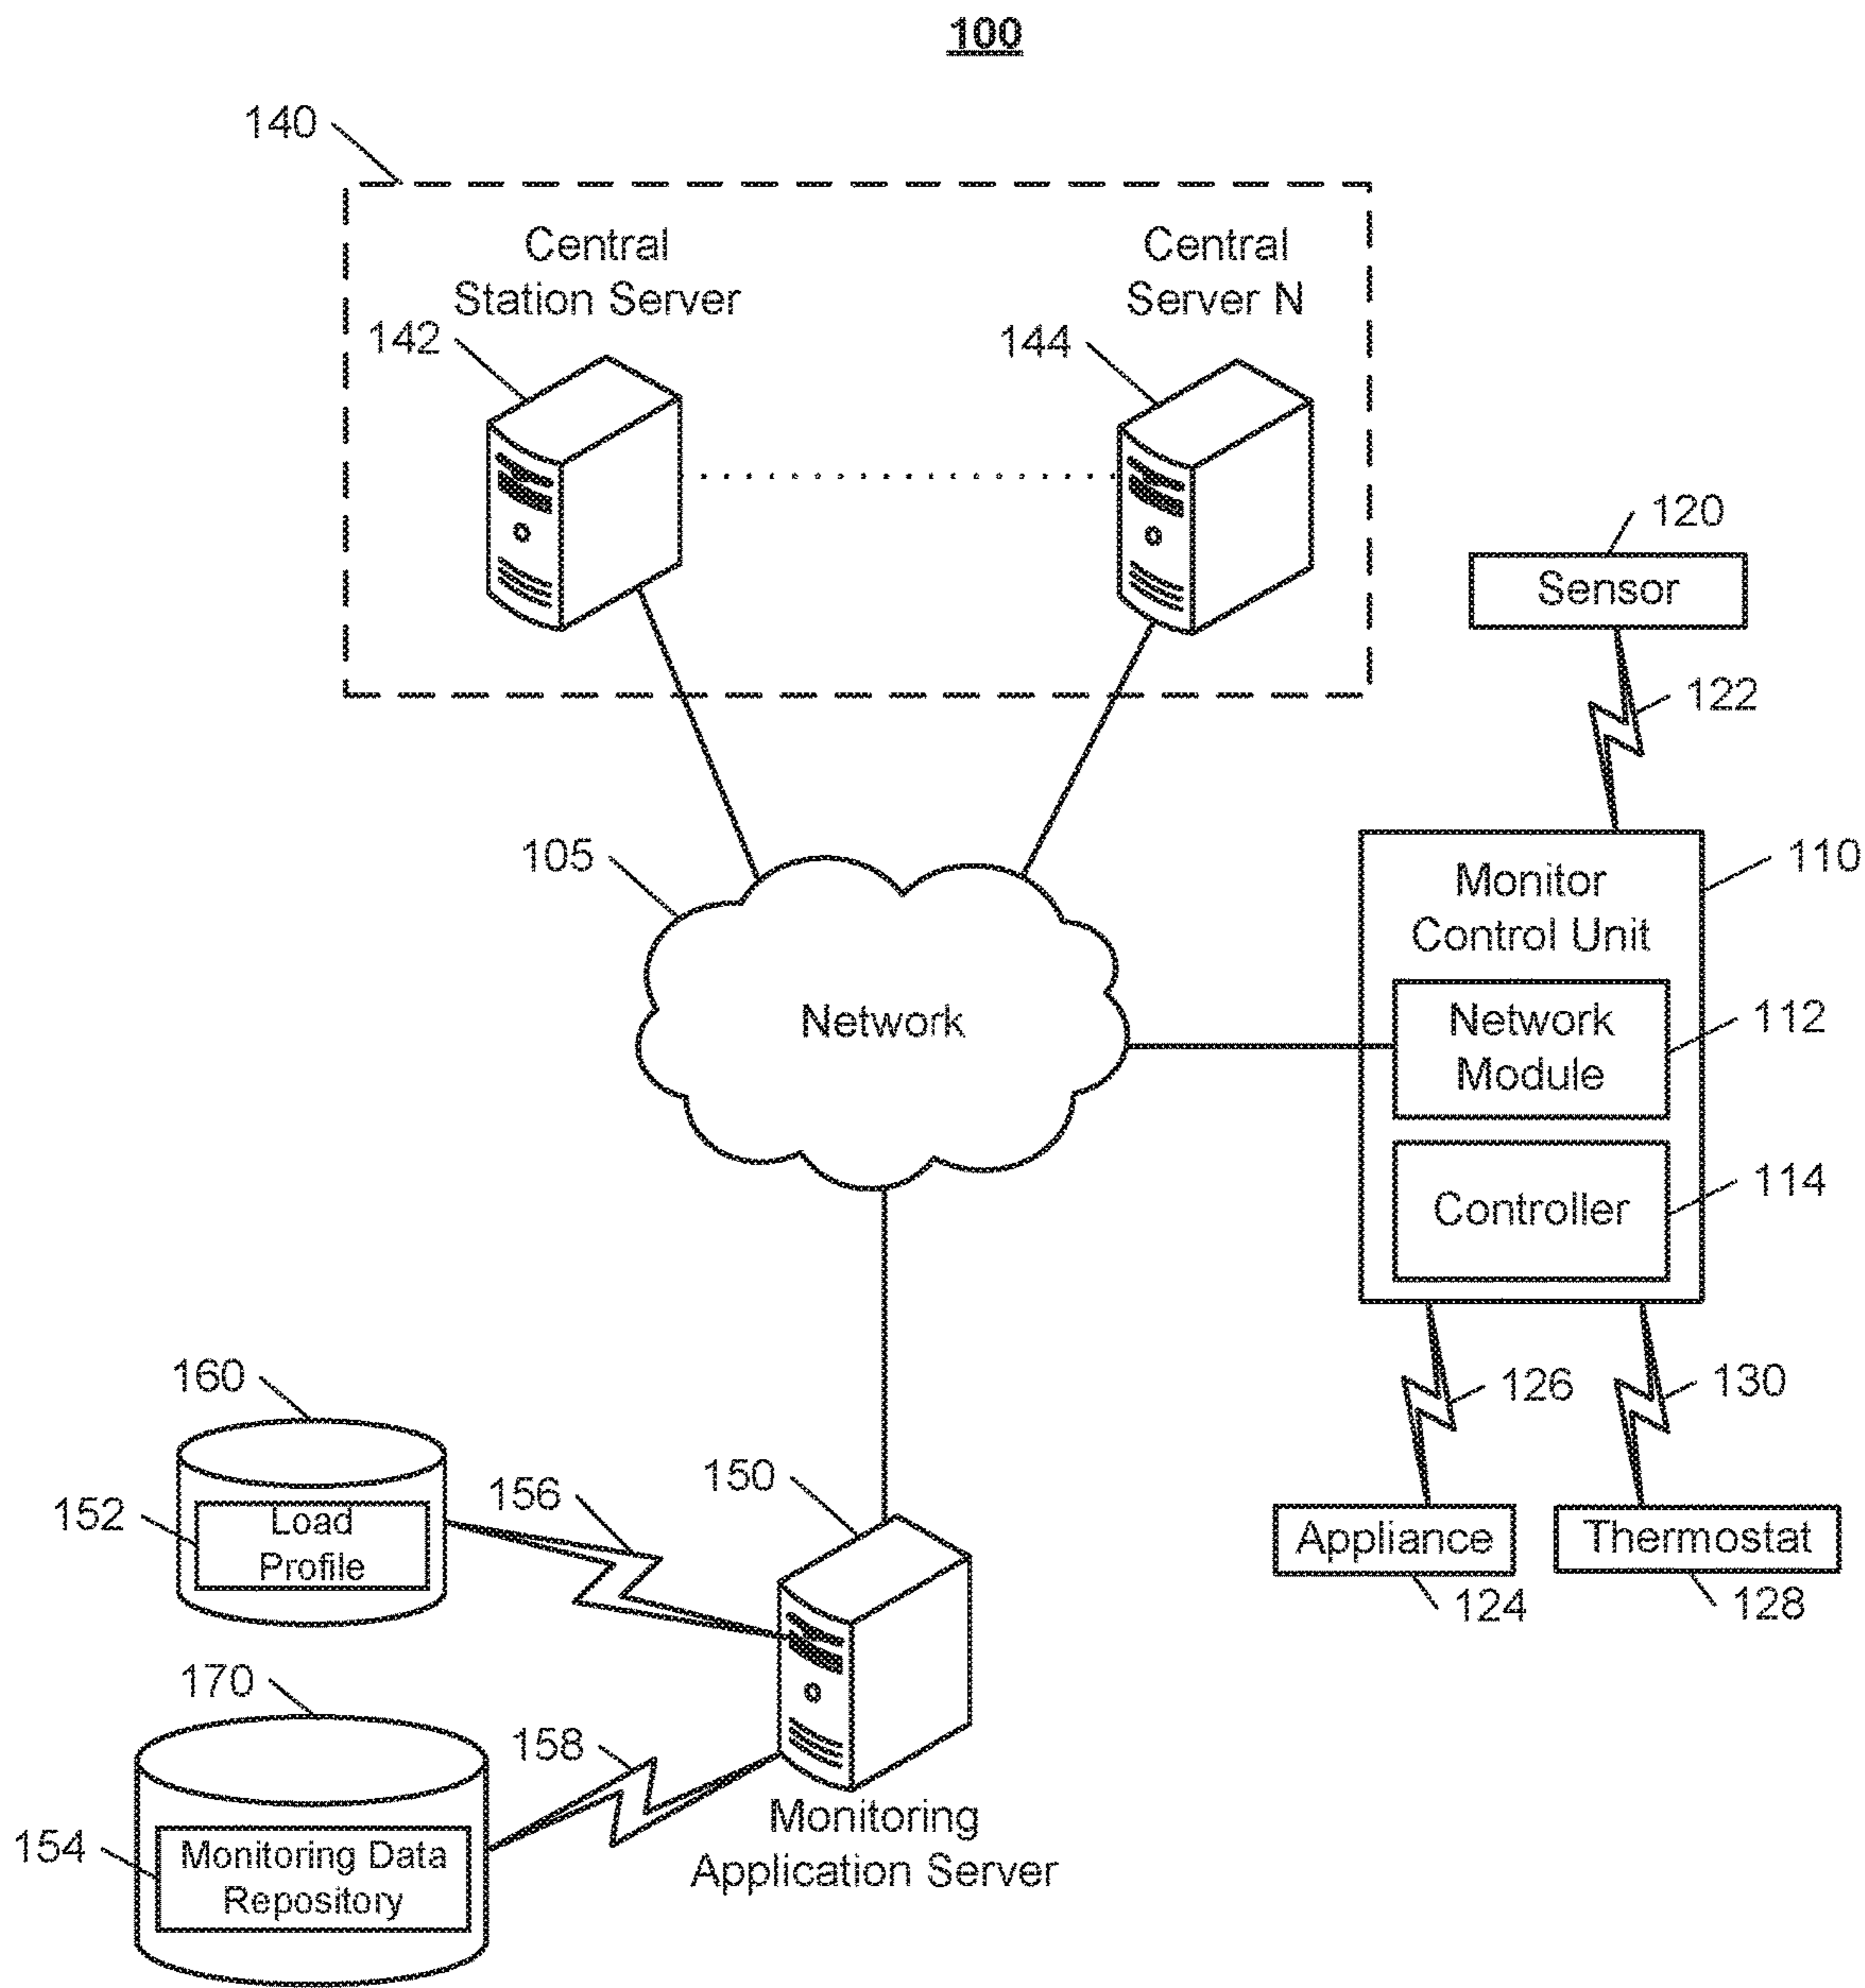 100
140
Central
Station Server
142
Central
Server N
144
120
Sensor
122
105
Network
110
Monitor
Control Unit
Network
Module
112
Controller
114
126
130
Appliance
124
Thermostat
128
160
152
Load
Profile
156
150
170
158
154
Monitoring Data
Repository
Monitoring
Application Server